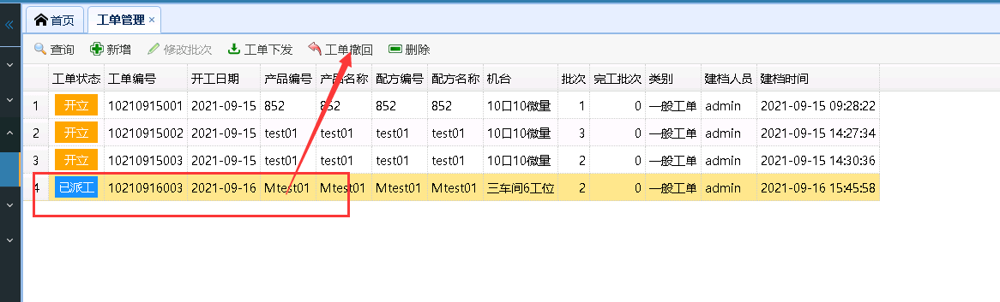 首页 工单管理 ×
查询 新增 修改批次 工单下发 工单撤回 删除
工单状态 工单编号 开工日期 产品编号 产品名称 配方编号 配方名称 机台 批次 完工批次 类别 建档人员 建档时间
1 开立 10210915001 2021-09-15 852 852 852 852 10口10微量 1 0 一般工单 admin 2021-09-15 09:28:22
2 开立 10210915002 2021-09-15 test01 test01 test01 test01 10口10微量 3 0 一般工单 admin 2021-09-15 14:27:34
3 开立 10210915003 2021-09-15 test01 test01 test01 test01 10口10微量 2 0 一般工单 admin 2021-09-15 14:30:36
4 已派工 10210916003 2021-09-16 Mtest01 Mtest01 Mtest01 Mtest01 三车间6工位 2 0 一般工单 admin 2021-09-16 15:45:58